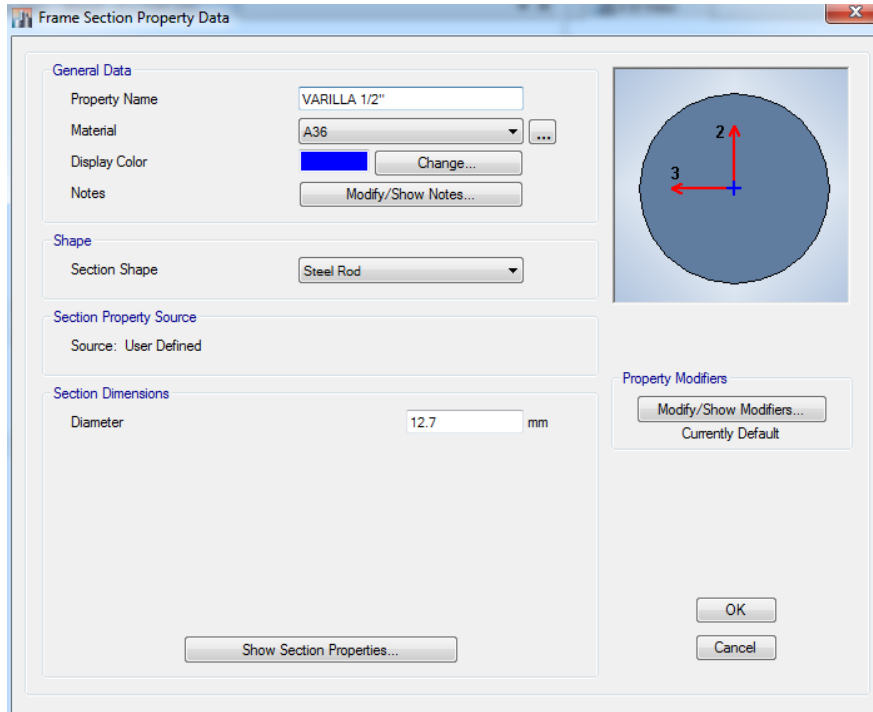 Frame Section Property Data
General Data
Property Name VARILLA 1/2"
Material A36 ...
Display Color Change...
Notes Modify/Show Notes...
Shape
Section Shape Steel Rod
Section Property Source
Source: User Defined
Section Dimensions
Diameter 12.7 mm
Show Section Properties...
2
3
Property Modifiers
Modify/Show Modifiers...
Currently Default
OK
Cancel